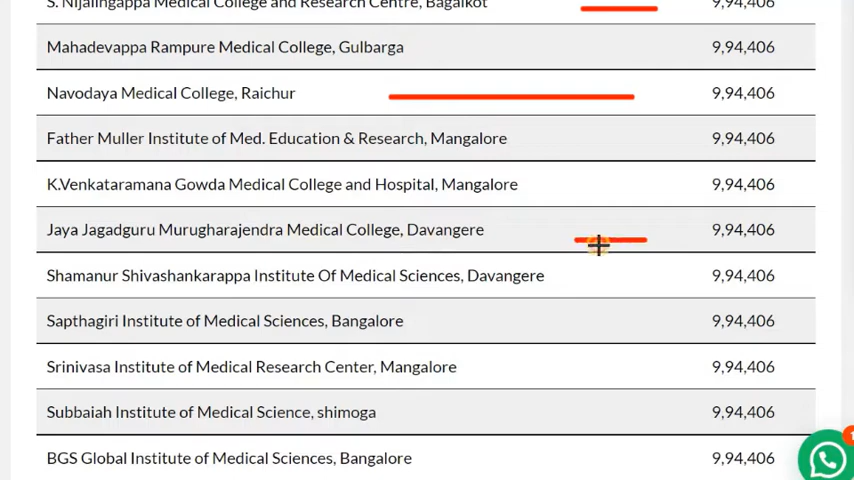 S. Nijalingappa Medical College and Research Centre, Bagalkot 9,94,406
Mahadevappa Rampure Medical College, Gulbarga 9,94,406
Navodaya Medical College, Raichur 9,94,406
Father Muller Institute of Med. Education & Research, Mangalore 9,94,406
K.Venkataramana Gowda Medical College and Hospital, Mangalore 9,94,406
Jaya Jagadguru Murugharajendra Medical College, Davangere 9,94,406
Shamanur Shivashankarappa Institute Of Medical Sciences, Davangere 9,94,406
Sapthagiri Institute of Medical Sciences, Bangalore 9,94,406
Srinivasa Institute of Medical Research Center, Mangalore 9,94,406
Subbaiah Institute of Medical Science, shimoga 9,94,406
BGS Global Institute of Medical Sciences, Bangalore 9,94,406